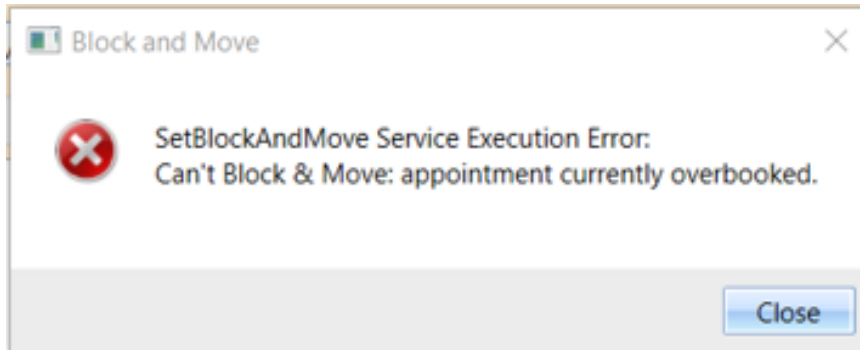 Block and Move
SetBlockAndMove Service Execution Error:
Can't Block & Move: appointment currently overbooked.
Close